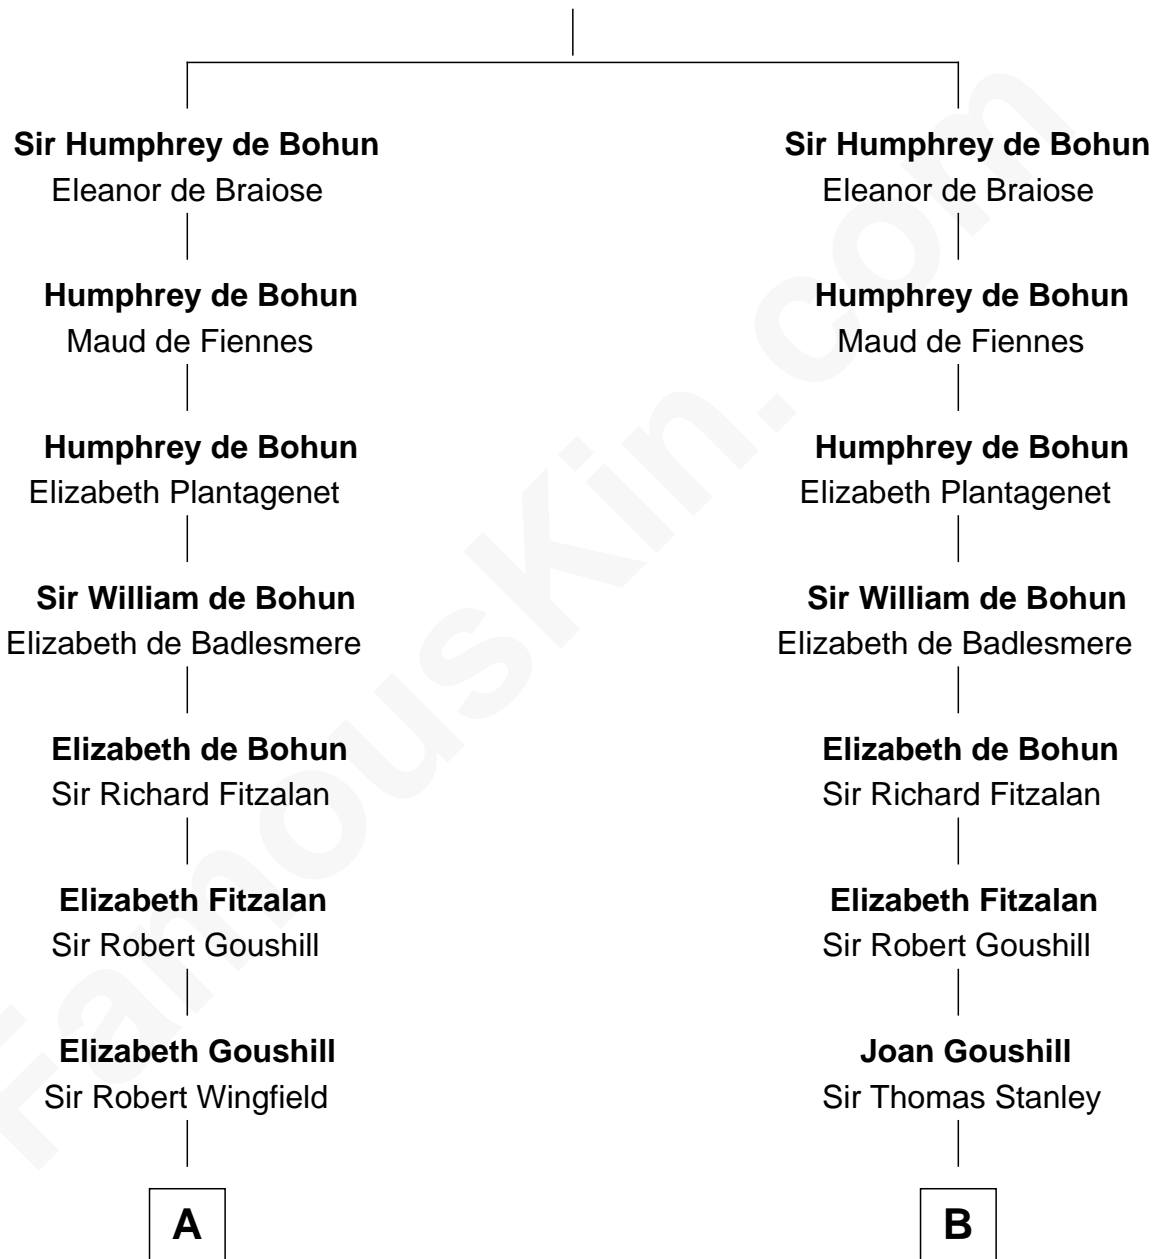 Sir Humphrey de Bohun
Eleanor de Braiose
Humphrey de Bohun
Maud de Fiennes
Humphrey de Bohun
Elizabeth Plantagenet
Sir William de Bohun
Elizabeth de Badlesmere
Elizabeth de Bohun
Sir Richard Fitzalan
Elizabeth Fitzalan
Sir Robert Goushill
Elizabeth Goushill
Sir Robert Wingfield
A
Sir Humphrey de Bohun
Eleanor de Braiose
Humphrey de Bohun
Maud de Fiennes
Humphrey de Bohun
Elizabeth Plantagenet
Sir William de Bohun
Elizabeth de Badlesmere
Elizabeth de Bohun
Sir Richard Fitzalan
Elizabeth Fitzalan
Sir Robert Goushill
Joan Goushill
Sir Thomas Stanley
B
FamousKin.com